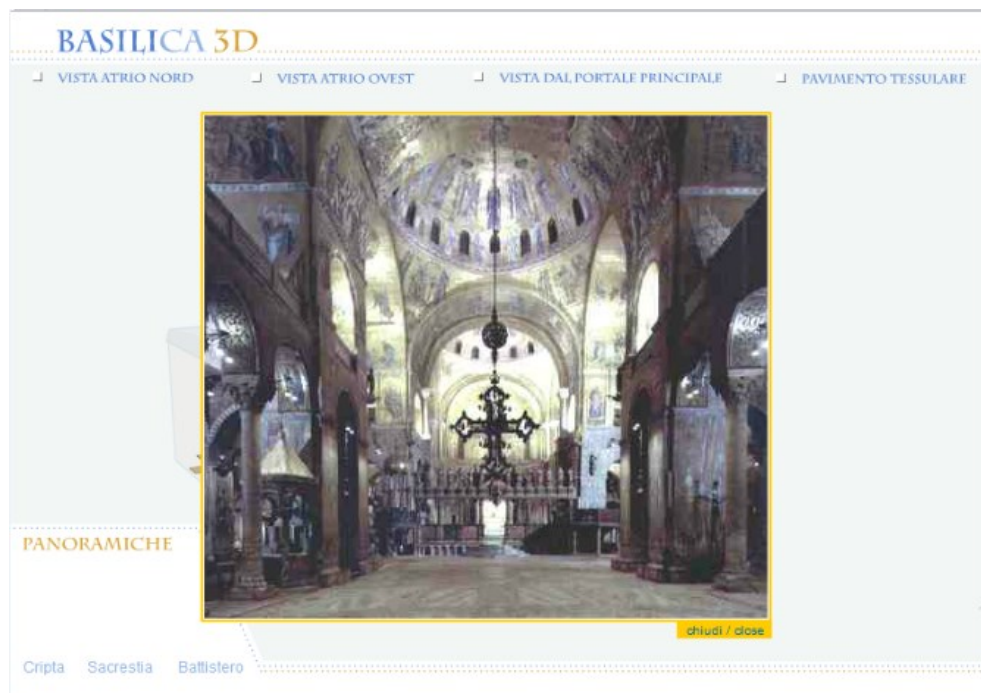 BASILICA 3D
VISTA ATRIO NORD VISTA ATRIO OVEST VISTA DAL PORTALE PRINCIPALE PAVIMENTO TESSULARE
PANORAMICHE
chiudi / close
Cripta Sacrestia Battistero